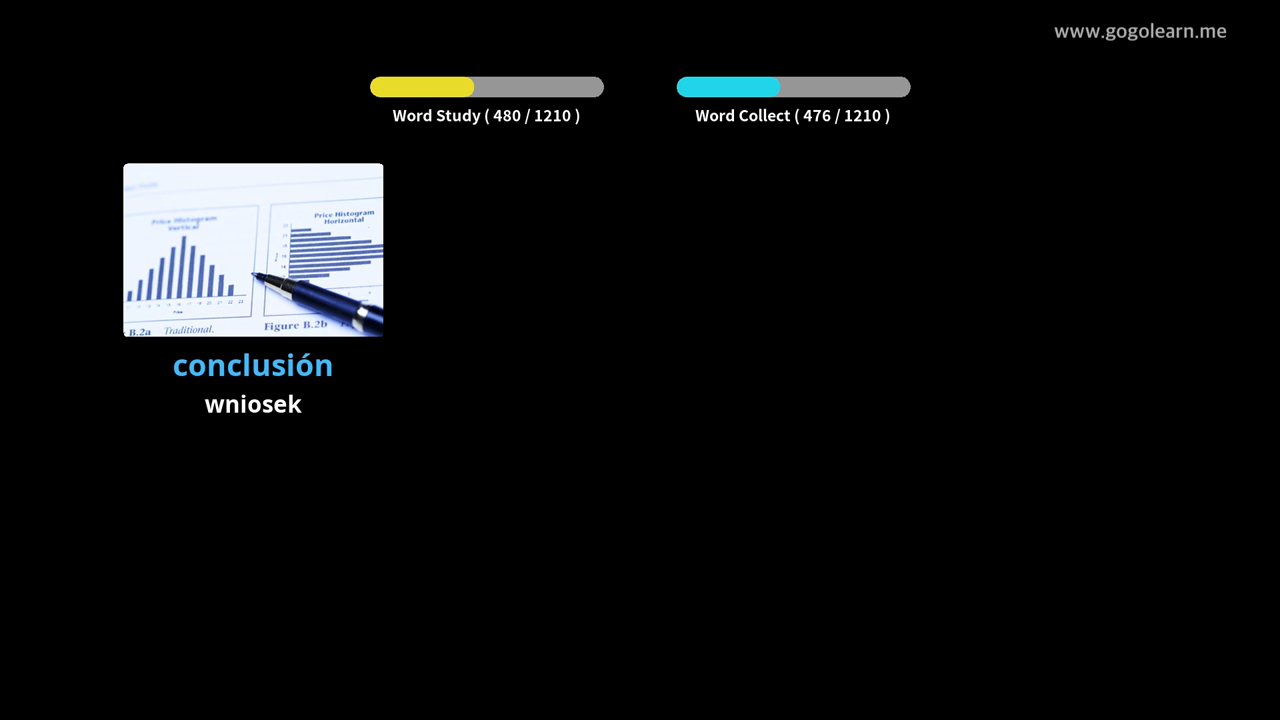 www.gogolearn.me
Word Study ( 480 / 1210 )
Word Collect ( 476 / 1210 )
Price Histogram
Vertical
Price Histogram
Horizontal
Price
B.2a Traditional.
Figure B.2b
conclusión
wniosek